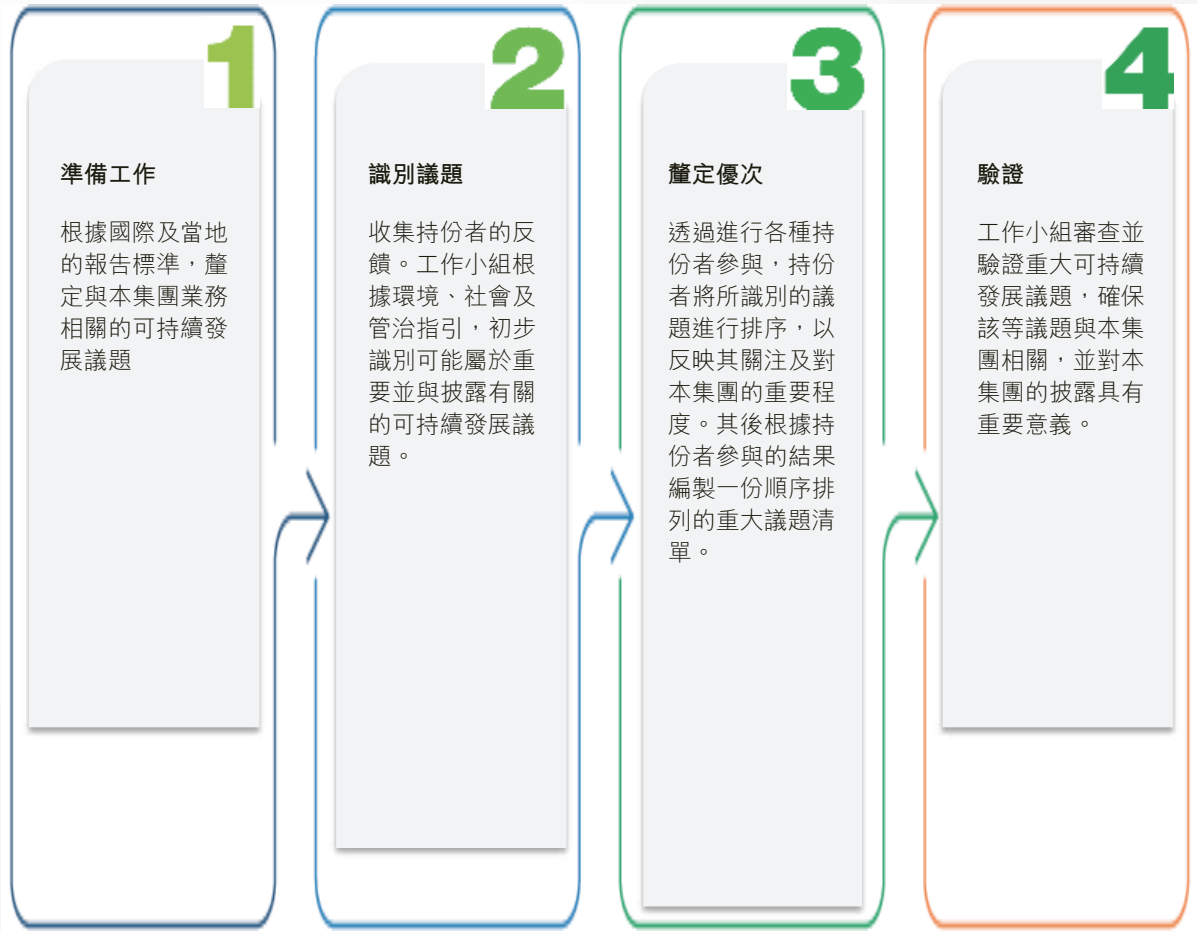 1
準備工作
根據國際及當地
的報告標準，釐
定與本集團業務
相關的可持續發
展議題
2
識別議題
收集持份者的反
饋。工作小組根
據環境、社會及
管治指引，初步
識別可能屬於重
要並與披露有關
的可持續發展議
題。
3
釐定優次
透過進行各種持
份者參與，持份
者將所識別的議
題進行排序，以
反映其關注及對
本集團的重要程
度。其後根據持
份者參與的結果
編製一份順序排
列的重大議題清
單。
4
驗證
工作小組審查並
驗證重大可持續
發展議題，確保
該等議題與本集
團相關，並對本
集團的披露具有
重要意義。